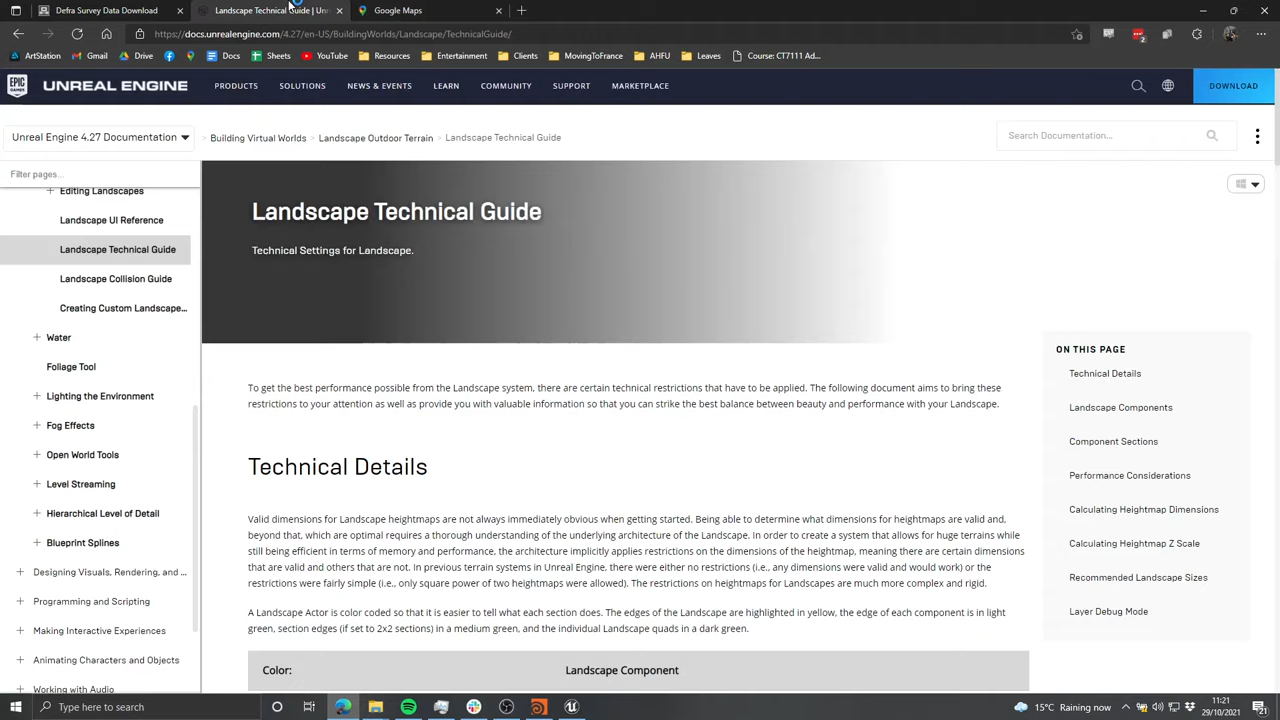 Defra Survey Data Download
Landscape Technical Guide | Un
Google Maps
https://docs.unrealengine.com/4.27/en-US/BuildingWorlds/Landscape/TechnicalGuide/
ArtStation
Gmail
Drive
Docs
Sheets
YouTube
Resources
Entertainment
Clients
MovingToFrance
AHFU
Leaves
Course: CT7111 Ad...
2
EPIC GAMES
UNREAL ENGINE
PRODUCTS
SOLUTIONS
NEWS & EVENTS
LEARN
COMMUNITY
SUPPORT
MARKETPLACE
DOWNLOAD
Unreal Engine 4.27 Documentation
> Building Virtual Worlds > Landscape Outdoor Terrain > Landscape Technical Guide
Search Documentation...
Filter pages...
Editing Landscapes
Landscape UI Reference
Landscape Technical Guide
Landscape Collision Guide
Creating Custom Landscape...
Water
Foliage Tool
Lighting the Environment
Fog Effects
Open World Tools
Level Streaming
Hierarchical Level of Detail
Blueprint Splines
Designing Visuals, Rendering, and ...
Programming and Scripting
Making Interactive Experiences
Animating Characters and Objects
Working with Audio
Landscape Technical Guide
Technical Settings for Landscape.
To get the best performance possible from the Landscape system, there are certain technical restrictions that have to be applied. The following document aims to bring these
restrictions to your attention as well as provide you with valuable information so that you can strike the best balance between beauty and performance with your Landscape.
Technical Details
Valid dimensions for Landscape heightmaps are not always immediately obvious when getting started. Being able to determine what dimensions for heightmaps are valid and,
beyond that, which are optimal requires a thorough understanding of the underlying architecture of the Landscape. In order to create a system that allows for huge terrains while
still being efficient in terms of memory and performance, the architecture implicitly applies restrictions on the dimensions of the heightmap, meaning there are certain dimensions
that are valid and others that are not. In previous terrain systems in Unreal Engine, there were either no restrictions (i.e., any dimensions were valid and would work) or the
restrictions were fairly simple (i.e., only square power of two heightmaps were allowed). The restrictions on heightmaps for Landscapes are much more complex and rigid.
A Landscape Actor is color coded so that it is easier to tell what each section does. The edges of the Landscape are highlighted in yellow, the edge of each component is in light
green, section edges (if set to 2x2 sections) in a medium green, and the individual Landscape quads in a dark green.
Color:
Landscape Component
ON THIS PAGE
Technical Details
Landscape Components
Component Sections
Performance Considerations
Calculating Heightmap Dimensions
Calculating Heightmap Z Scale
Recommended Landscape Sizes
Layer Debug Mode
Type here to search
15°C Raining now
11:21
29/10/2021
21